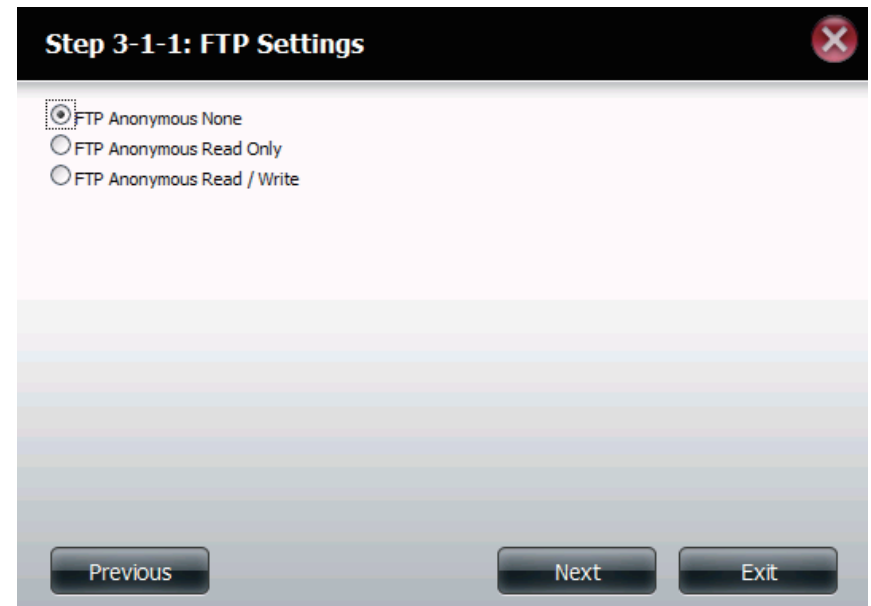 Step 3-1-1: FTP Settings
FTP Anonymous None
FTP Anonymous Read Only
FTP Anonymous Read / Write
Previous
Next
Exit